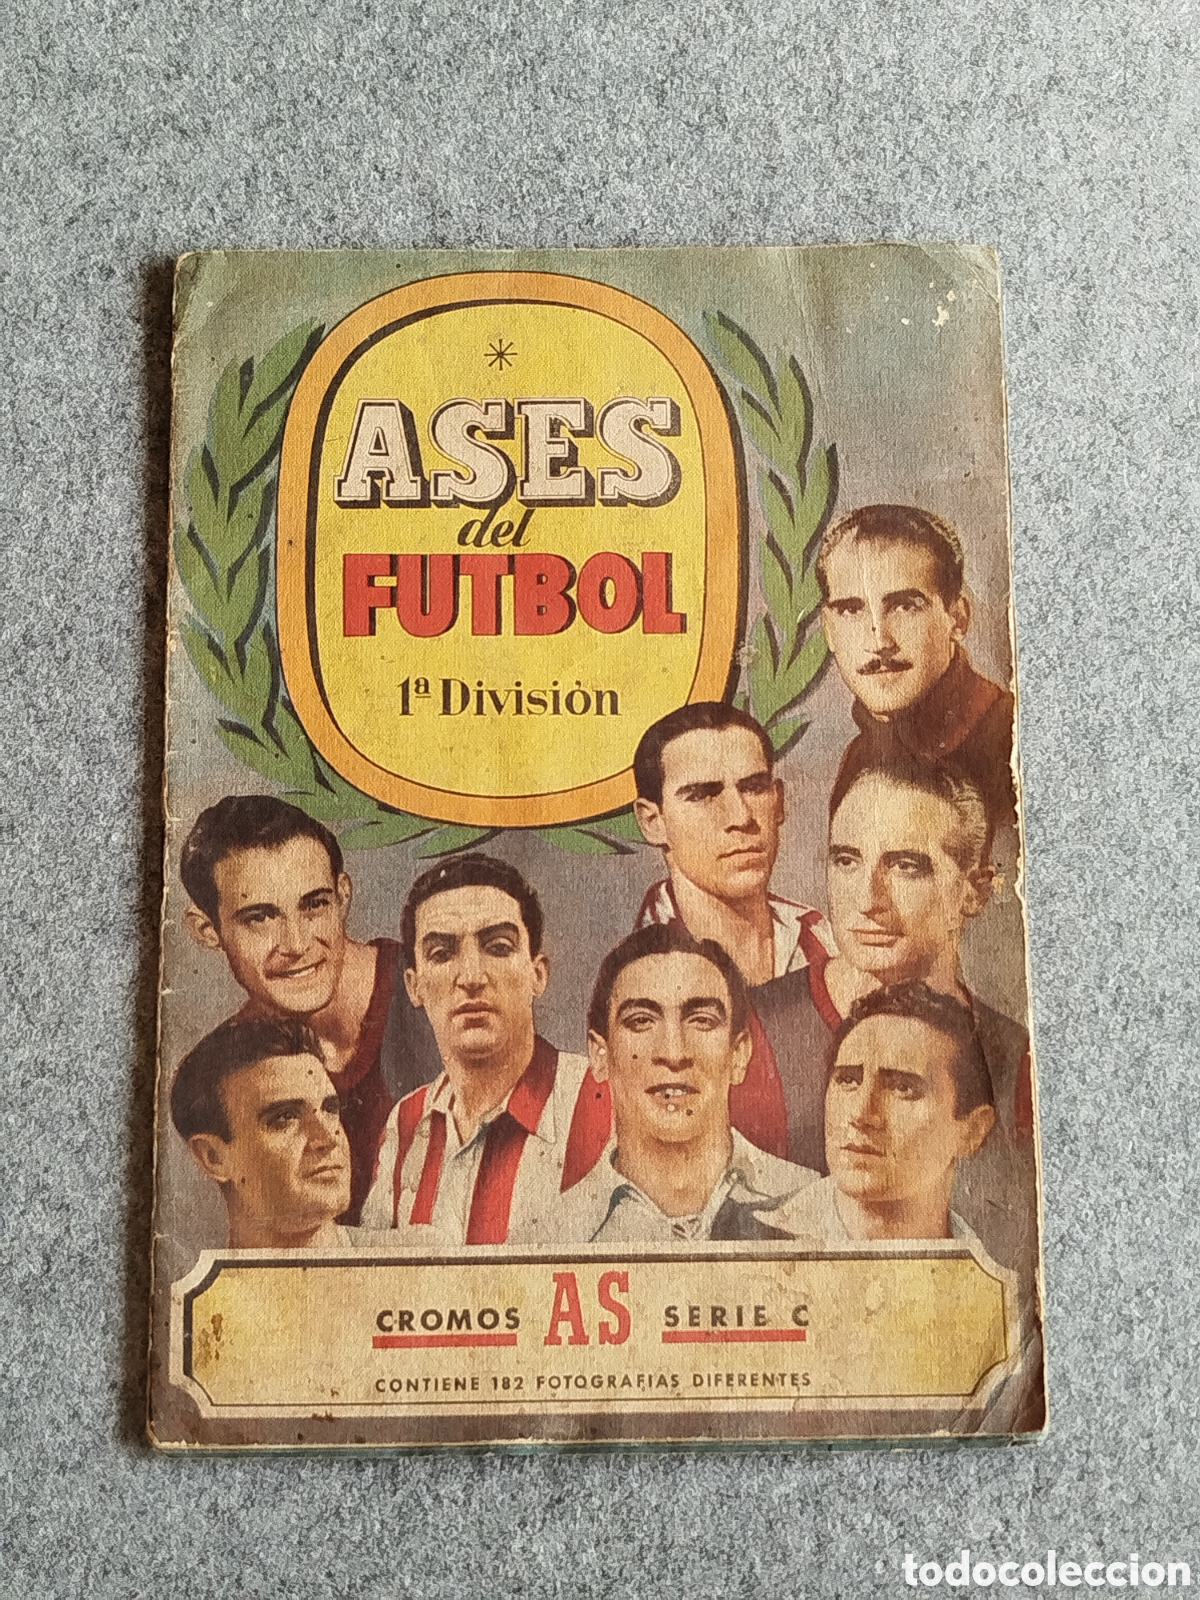 ASES
del
FUTBOL
1ª División
CROMOS AS SERIE C
CONTIENE 182 FOTOGRAFIAS DIFERENTES
todocoleccion